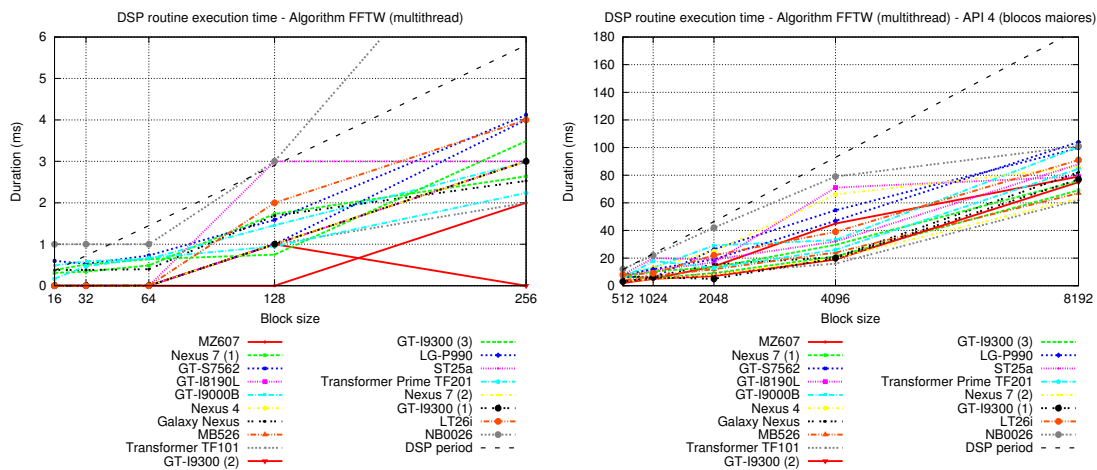 DSP routine execution time - Algorithm FFTW (multithread)
Duration (ms)
6
5
4
3
2
1
0
16 32 64 128 256
Block size
MZ607
Nexus 7 (1)
GT-S7562
GT-I8190L
GT-I9000B
Nexus 4
Galaxy Nexus
MB526
Transformer TF101
GT-I9300 (2)
GT-I9300 (3)
LG-P990
ST25a
Transformer Prime TF201
Nexus 7 (2)
GT-I9300 (1)
LT26i
NB0026
DSP period
DSP routine execution time - Algorithm FFTW (multithread) - API 4 (blocos maiores)
Duration (ms)
180
160
140
120
100
80
60
40
20
0
512 1024 2048 4096 8192
Block size
MZ607
Nexus 7 (1)
GT-S7562
GT-I8190L
GT-I9000B
Nexus 4
Galaxy Nexus
MB526
Transformer TF101
GT-I9300 (2)
GT-I9300 (3)
LG-P990
ST25a
Transformer Prime TF201
Nexus 7 (2)
GT-I9300 (1)
LT26i
NB0026
DSP period